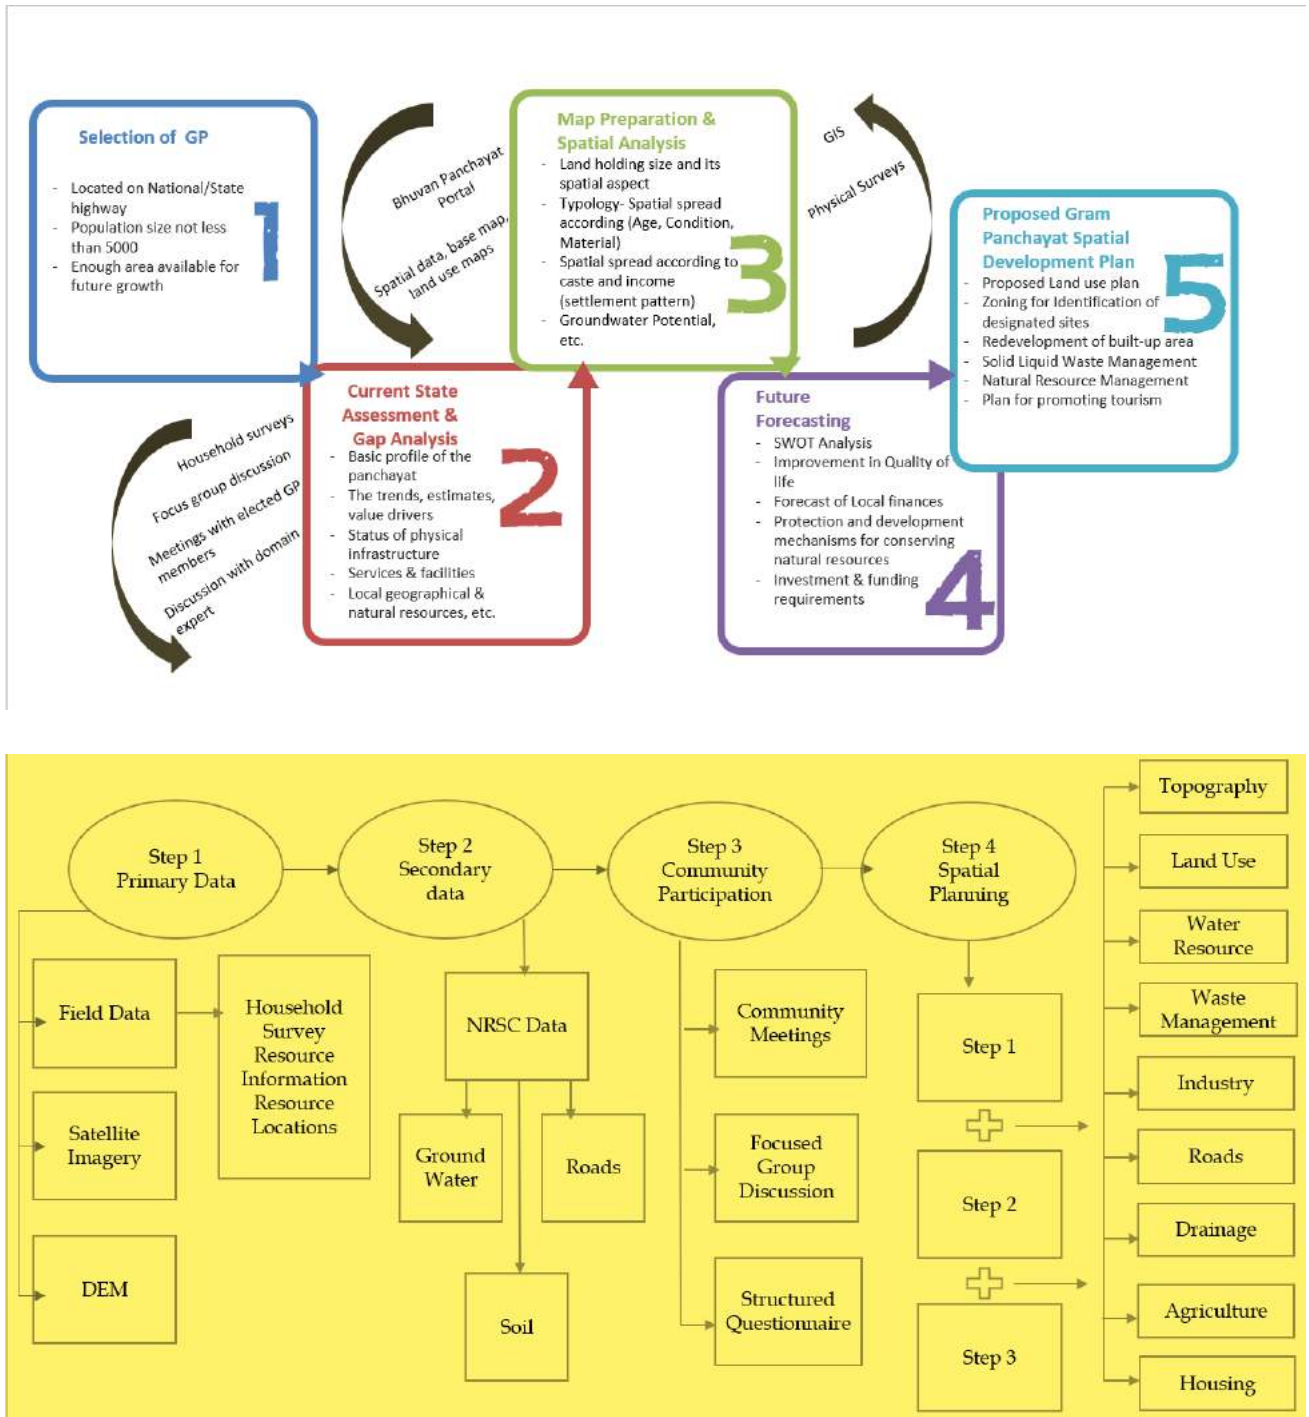 Selection of GP
- Located on National/State
highway
- Population size not less
than 5000
- Enough area available for
future growth
1
Household surveys
Focus group discussion
Meetings with elected GP
members
Discussion with domain
expert
Current State
Assessment &
Gap Analysis
- Basic profile of the
panchayat
- The trends, estimates,
value drivers
- Status of physical
infrastructure
- Services & facilities
- Local geographical &
natural resources, etc.
2
Bhuvan Panchayat
Portal
Spatial data, base map,
land use maps
Map Preparation &
Spatial Analysis
- Land holding size and its
spatial aspect
- Typology- Spatial spread
according (Age, Condition,
Material)
- Spatial spread according to
caste and income
(settlement pattern)
- Groundwater Potential,
etc.
3
GIS
Physical Surveys
Future
Forecasting
- SWOT Analysis
- Improvement in Quality of
life
- Forecast of Local finances
- Protection and development
mechanisms for conserving
natural resources
- Investment & funding
requirements
4
Proposed Gram
Panchayat Spatial
Development Plan
- Proposed Land use plan
- Zoning for Identification of
designated sites
- Redevelopment of built-up area
- Solid Liquid Waste Management
- Natural Resource Management
- Plan for promoting tourism
5
Step 1
Primary Data
Field Data
Household
Survey
Resource
Information
Resource
Locations
Satellite
Imagery
DEM
Step 2
Secondary
data
NRSC Data
Ground
Water
Roads
Soil
Step 3
Community
Participation
Community
Meetings
Focused
Group
Discussion
Structured
Questionnaire
Step 4
Spatial
Planning
Step 1
Step 2
Step 3
Topography
Land Use
Water
Resource
Waste
Management
Industry
Roads
Drainage
Agriculture
Housing